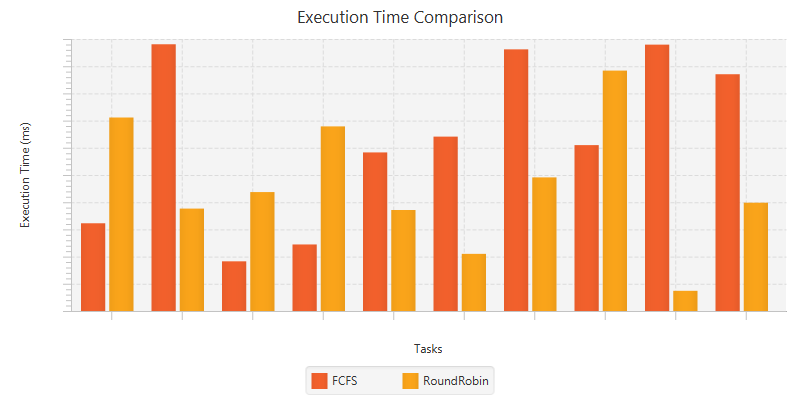 Execution Time Comparison
Execution Time (ms)
Tasks
FCFS
RoundRobin